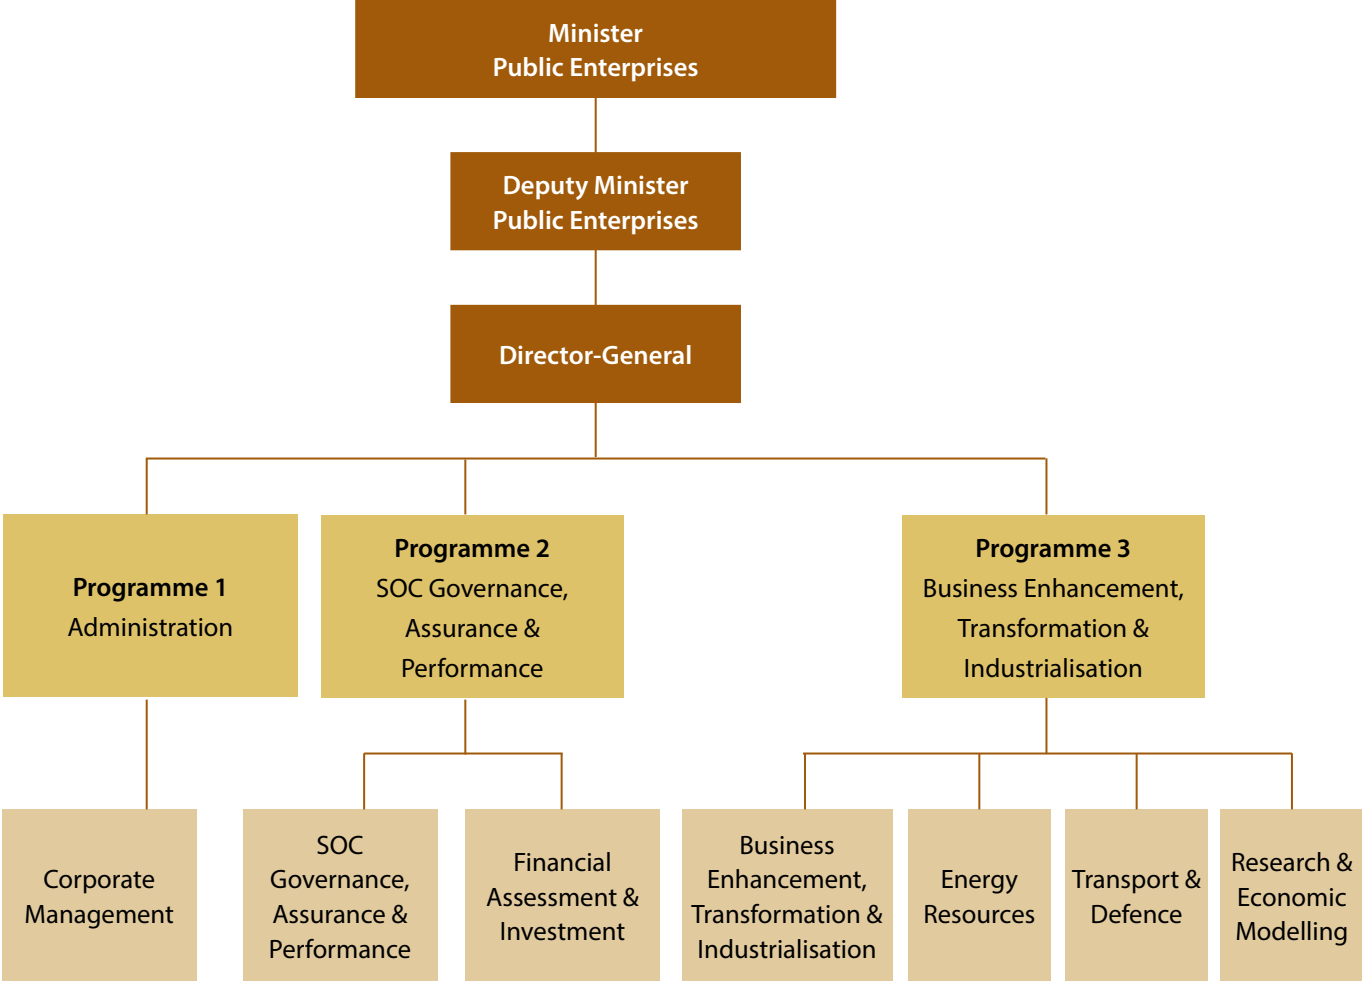 Minister
Public Enterprises
Deputy Minister
Public Enterprises
Director-General
Programme 1
Administration
Programme 2
SOC Governance,
Assurance &
Performance
Programme 3
Business Enhancement,
Transformation &
Industrialisation
Corporate
Management
SOC
Governance,
Assurance &
Performance
Financial
Assessment &
Investment
Business
Enhancement,
Transformation &
Industrialisation
Energy
Resources
Transport &
Defence
Research &
Economic
Modelling